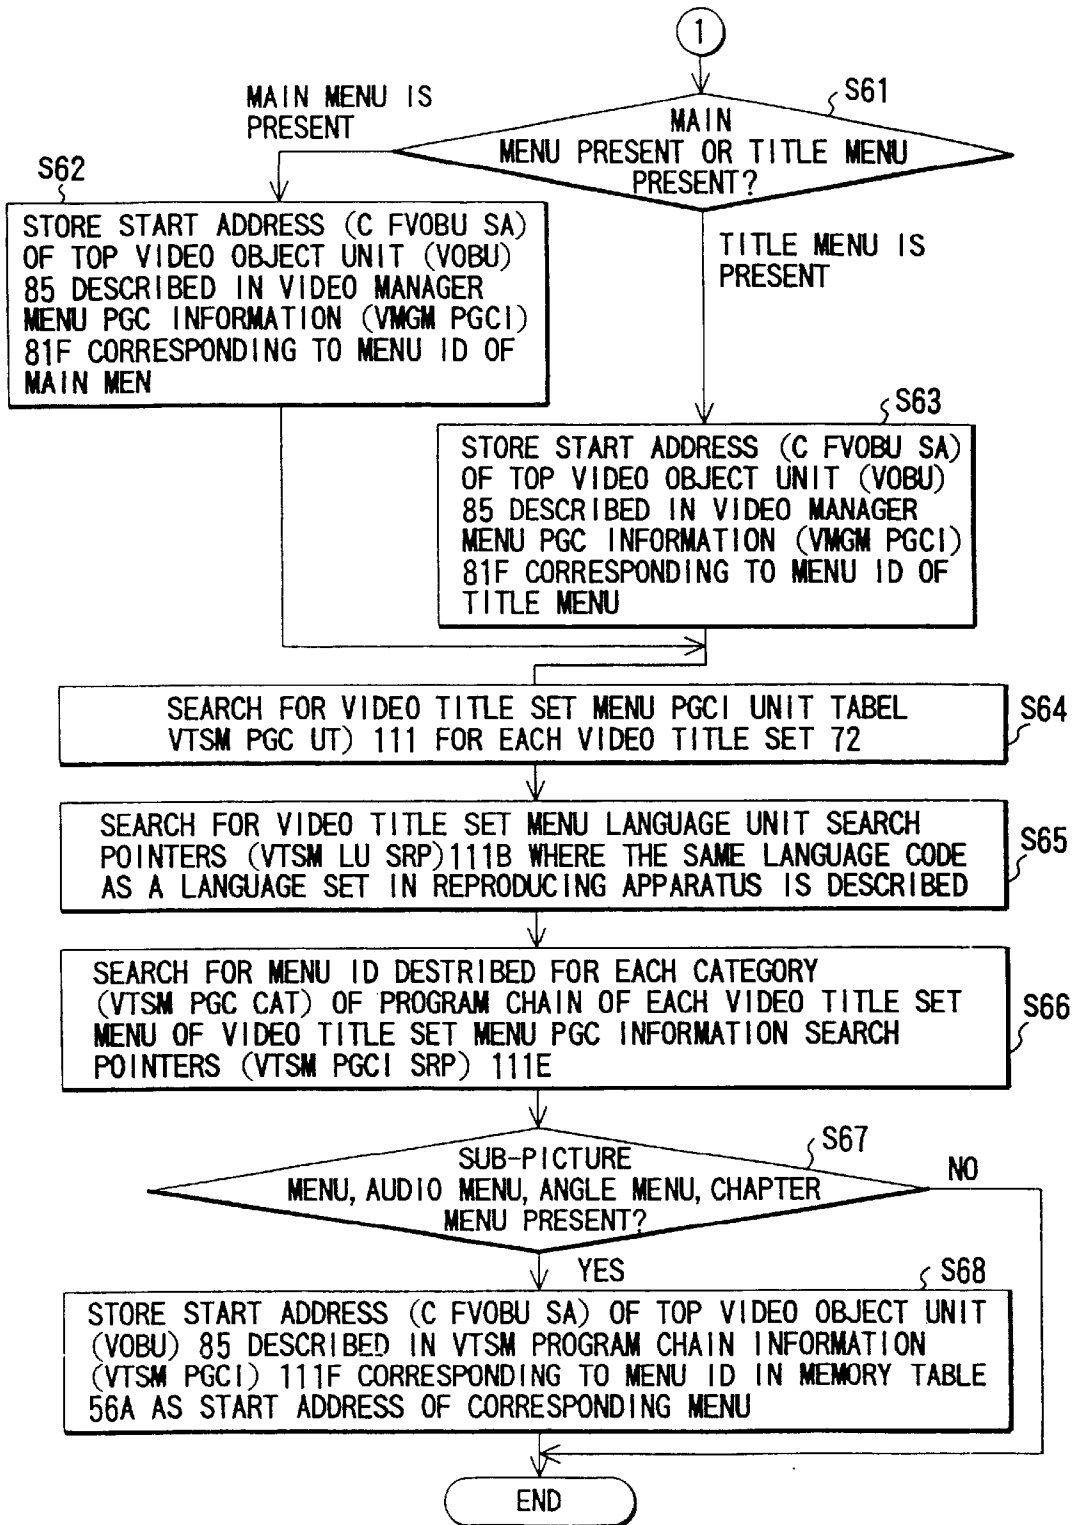 1
S61
MAIN
MENU PRESENT OR TITLE MENU
PRESENT?
MAIN MENU IS
PRESENT
S62
STORE START ADDRESS (C FVOBU SA)
OF TOP VIDEO OBJECT UNIT (VOBU)
85 DESCRIBED IN VIDEO MANAGER
MENU PGC INFORMATION (VMGM PGCI)
81F CORRESPONDING TO MENU ID OF
MAIN MEN
TITLE MENU IS
PRESENT
S63
STORE START ADDRESS (C FVOBU SA)
OF TOP VIDEO OBJECT UNIT (VOBU)
85 DESCRIBED IN VIDEO MANAGER
MENU PGC INFORMATION (VMGM PGCI)
81F CORRESPONDING TO MENU ID OF
TITLE MENU
SEARCH FOR VIDEO TITLE SET MENU PGCI UNIT TABEL
VTSM PGC UT) 111 FOR EACH VIDEO TITLE SET 72
S64
SEARCH FOR VIDEO TITLE SET MENU LANGUAGE UNIT SEARCH
POINTERS (VTSM LU SRP)111B WHERE THE SAME LANGUAGE CODE
AS A LANGUAGE SET IN REPRODUCING APPARATUS IS DESCRIBED
S65
SEARCH FOR MENU ID DESTRIBED FOR EACH CATEGORY
(VTSM PGC CAT) OF PROGRAM CHAIN OF EACH VIDEO TITLE SET
MENU OF VIDEO TITLE SET MENU PGC INFORMATION SEARCH
POINTERS (VTSM PGCI SRP) 111E
S66
S67
SUB-PICTURE
MENU, AUDIO MENU, ANGLE MENU, CHAPTER
MENU PRESENT?
NO
YES
S68
STORE START ADDRESS (C FVOBU SA) OF TOP VIDEO OBJECT UNIT
(VOBU) 85 DESCRIBED IN VTSM PROGRAM CHAIN INFORMATION
(VTSM PGCI) 111F CORRESPONDING TO MENU ID IN MEMORY TABLE
56A AS START ADDRESS OF CORRESPONDING MENU
END